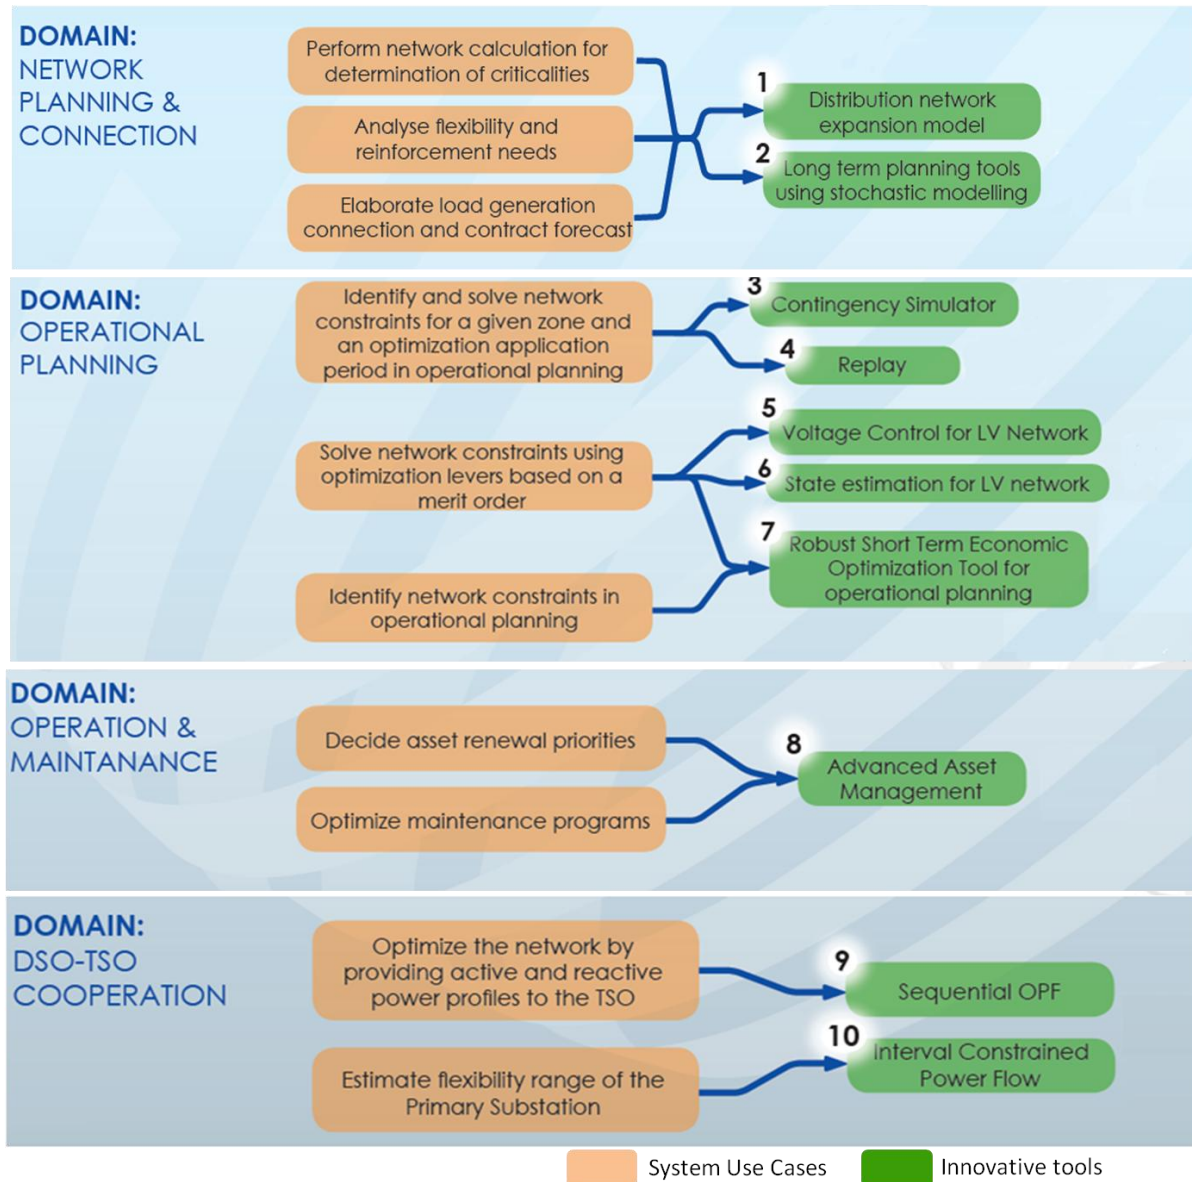 DOMAIN:
NETWORK
PLANNING &
CONNECTION
Perform network calculation for
determination of criticalities
Analyse flexibility and
reinforcement needs
Elaborate load generation
connection and contract forecast
1
Distribution network
expansion model
2
Long term planning tools
using stochastic modelling
DOMAIN:
OPERATIONAL
PLANNING
Identify and solve network
constraints for a given zone and
an optimization application
period in operational planning
3
Contingency Simulator
4
Replay
Solve network constraints using
optimization levers based on a
merit order
Identify network constraints in
operational planning
5
Voltage Control for LV Network
6
State estimation for LV network
7
Robust Short Term Economic
Optimization Tool for
operational planning
DOMAIN:
OPERATION &
MAINTANANCE
Decide asset renewal priorities
Optimize maintenance programs
8
Advanced Asset
Management
DOMAIN:
DSO-TSO
COOPERATION
Optimize the network by
providing active and reactive
power profiles to the TSO
Estimate flexibility range of the
Primary Substation
9
Sequential OPF
10
Interval Constrained
Power Flow
System Use Cases
Innovative tools